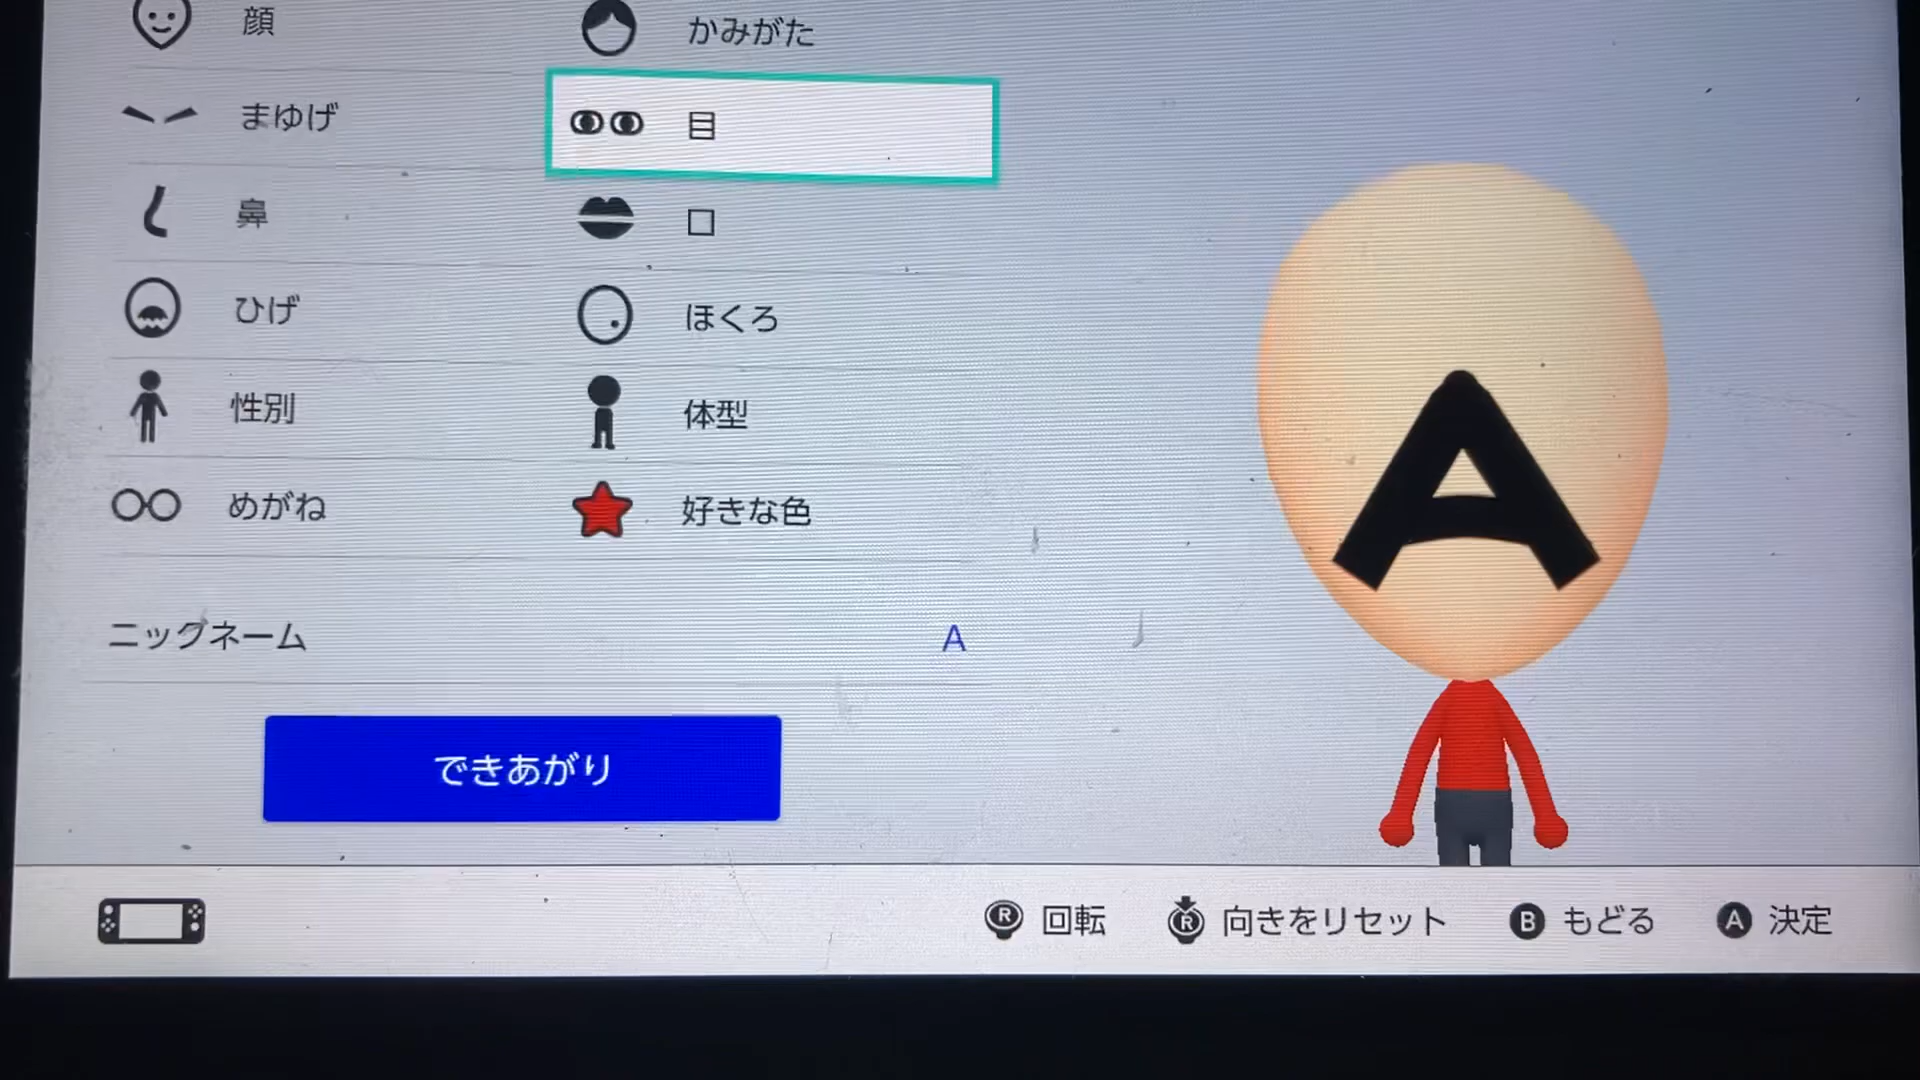 顔
かみがた
まゆげ
目
鼻
口
ひげ
ほくろ
性別
体型
めがね
好きな色
ニックネーム
A
できあがり
A
R 回転
R 向きをリセット
B もどる
A 決定